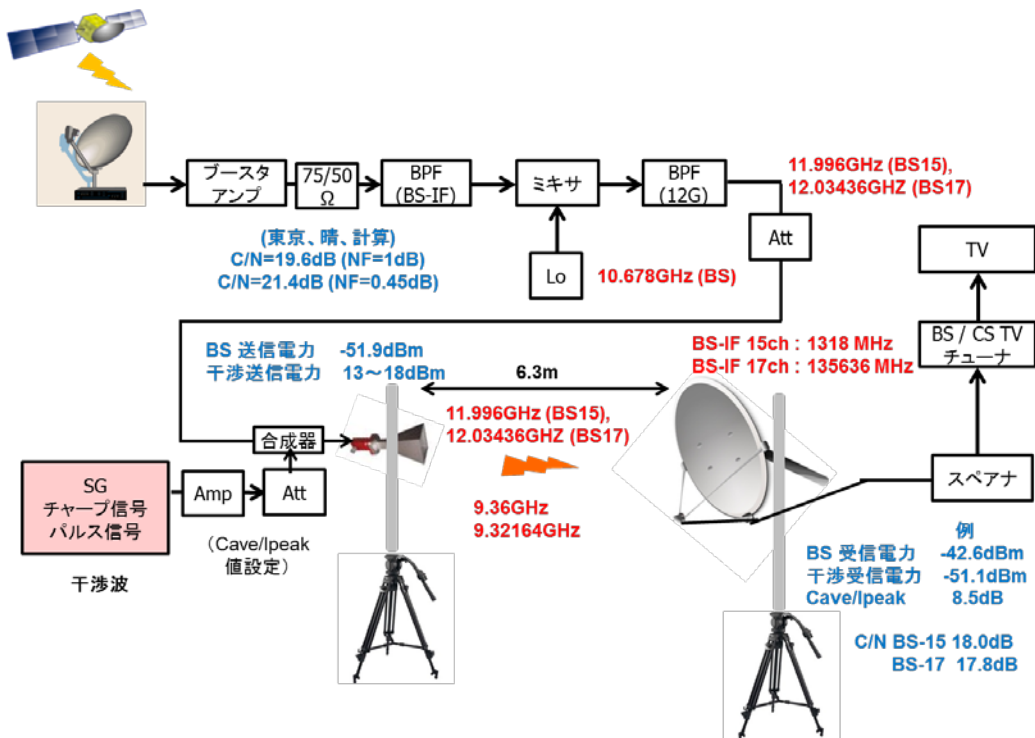 ブースタ
アンプ
75/50
Ω
BPF
(BS-IF)
ミキサ
BPF
(12G)
11.996GHz (BS15),
12.03436GHZ (BS17)
Att
(東京、晴、計算)
C/N=19.6dB (NF=1dB)
C/N=21.4dB (NF=0.45dB)
Lo
10.678GHz (BS)
TV
BS / CS TV
チューナ
BS 送信電力 -51.9dBm
干渉送信電力 13～18dBm
6.3m
BS-IF 15ch : 1318 MHz
BS-IF 17ch : 135636 MHz
11.996GHz (BS15),
12.03436GHZ (BS17)
合成器
SG
チャープ信号
パルス信号
Amp
Att
スペアナ
9.36GHz
9.32164GHz
（Cave/Ipeak
値設定）
干渉波
例
BS 受信電力 -42.6dBm
干渉受信電力 -51.1dBm
Cave/Ipeak 8.5dB
C/N BS-15 18.0dB
BS-17 17.8dB